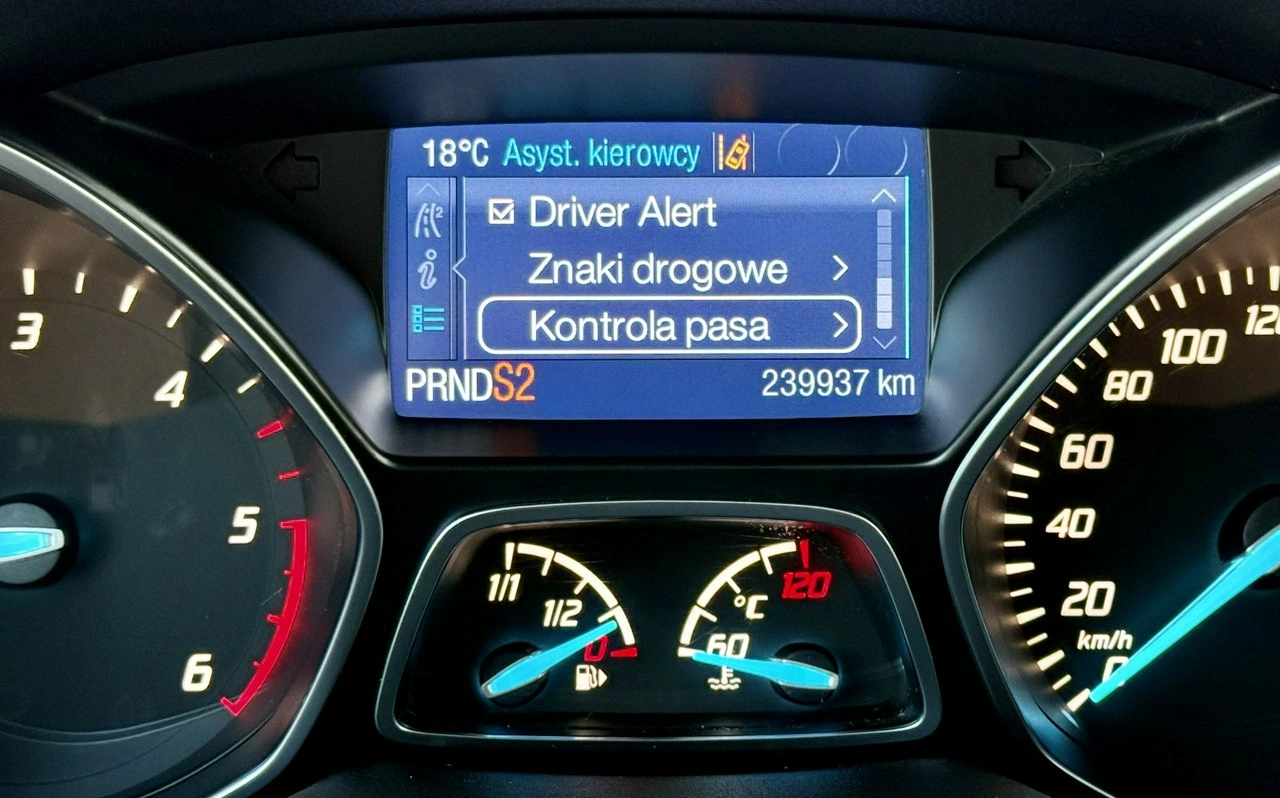 18°C Asyst. kierowcy
Driver Alert
Znaki drogowe
Kontrola pasa
PRNDS2 239937 km
3
4
5
6
1/1
1/2
0
°C
60
120
120
100
80
60
40
20
km/h
0